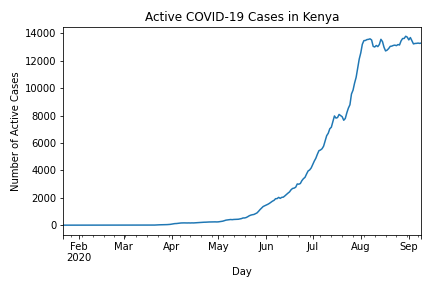 Active COVID-19 Cases in Kenya
14000
12000
10000
8000
6000
4000
2000
0
Number of Active Cases
Feb Mar Apr May Jun Jul Aug Sep
2020
Day